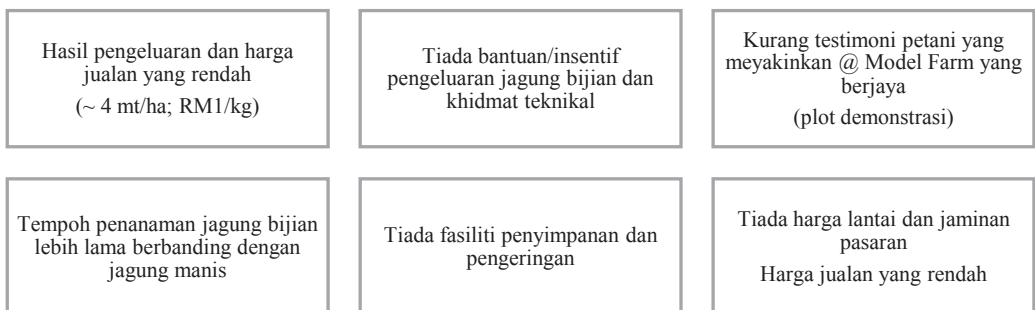 Hasil pengeluaran dan harga
jualan yang rendah
(~ 4 mt/ha; RM1/kg)
Tiada bantuan/insentif
pengeluaran jagung bijian dan
khidmat teknikal
Kurang testimoni petani yang
meyakinkan @ Model Farm yang
berjaya
(plot demonstrasi)
Tempoh penanaman jagung bijian
lebih lama berbanding dengan
jagung manis
Tiada fasiliti penyimpanan dan
pengeringan
Tiada harga lantai dan jaminan
pasaran
Harga jualan yang rendah